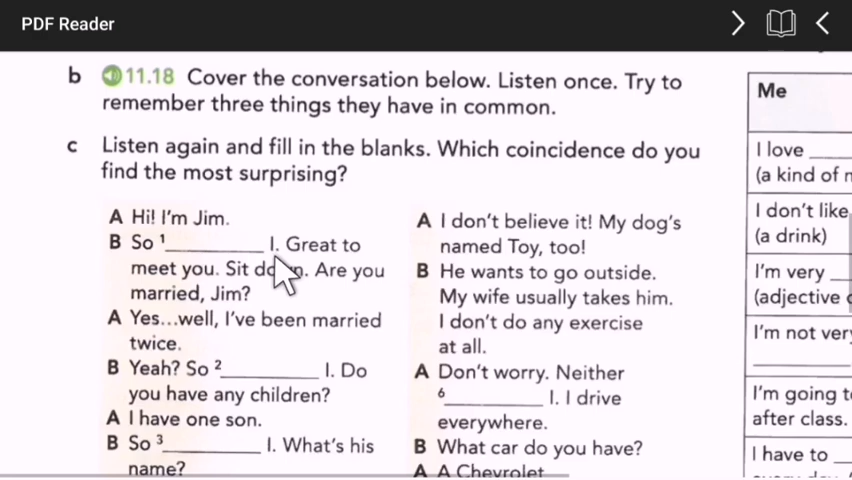 PDF Reader
b 11.18 Cover the conversation below. Listen once. Try to
remember three things they have in common.
c Listen again and fill in the blanks. Which coincidence do you
find the most surprising?
A Hi! I'm Jim.
B So ¹__________ I. Great to
meet you. Sit down. Are you
married, Jim?
A Yes...well, I've been married
twice.
B Yeah? So ²__________ I. Do
you have any children?
A I have one son.
B So ³__________ I. What's his
name?
A I don't believe it! My dog's
named Toy, too!
B He wants to go outside.
My wife usually takes him.
I don't do any exercise
at all.
A Don't worry. Neither
⁶__________ I. I drive
everywhere.
B What car do you have?
A A Chevrolet
Me
I love ____
(a kind of
I don't like
(a drink)
I'm very __
(adjective
I'm not very
__________
I'm going
after class.
I have to __